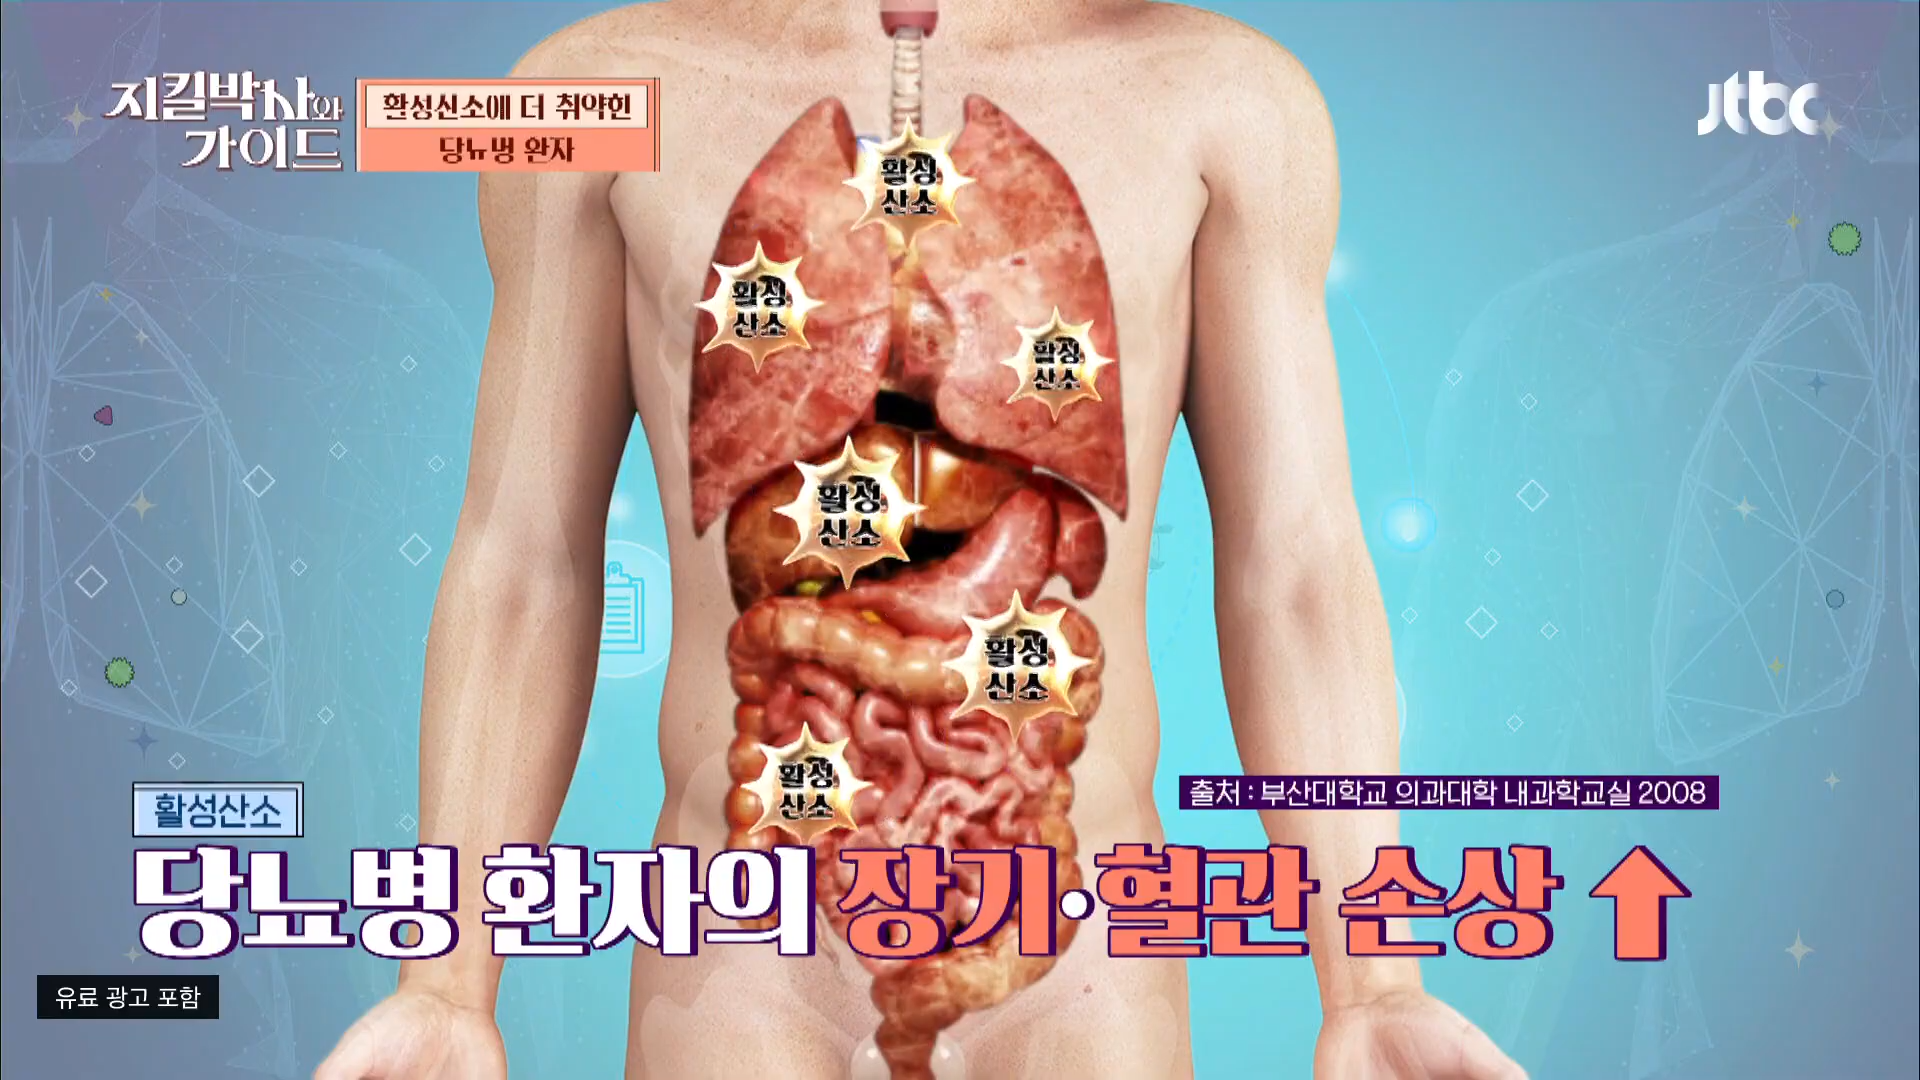 지킬박사와
가이드
활성산소에 더 취약한
당뇨병 환자
jtbc
활성
산소
활성
산소
활성
산소
활성
산소
활성
산소
활성
산소
출처 : 부산대학교 의과대학 내과학교실 2008
활성산소
당뇨병 환자의 장기·혈관 손상 ↑
유료 광고 포함